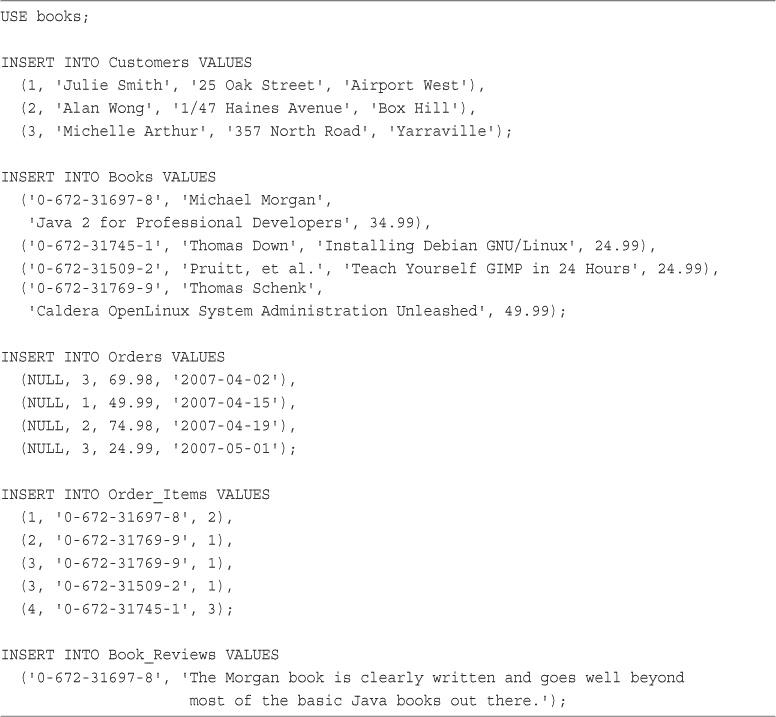 USE books;
INSERT INTO Customers VALUES
(1, 'Julie Smith', '25 Oak Street', 'Airport West'),
(2, 'Alan Wong', '1/47 Haines Avenue', 'Box Hill'),
(3, 'Michelle Arthur', '357 North Road', 'Yarraville');
INSERT INTO Books VALUES
('0-672-31697-8', 'Michael Morgan',
'Java 2 for Professional Developers', 34.99),
('0-672-31745-1', 'Thomas Down', 'Installing Debian GNU/Linux', 24.99),
('0-672-31509-2', 'Pruitt, et al.', 'Teach Yourself GIMP in 24 Hours', 24.99),
('0-672-31769-9', 'Thomas Schenk',
'Caldera OpenLinux System Administration Unleashed', 49.99);
INSERT INTO Orders VALUES
(NULL, 3, 69.98, '2007-04-02'),
(NULL, 1, 49.99, '2007-04-15'),
(NULL, 2, 74.98, '2007-04-19'),
(NULL, 3, 24.99, '2007-05-01');
INSERT INTO Order_Items VALUES
(1, '0-672-31697-8', 2),
(2, '0-672-31769-9', 1),
(3, '0-672-31769-9', 1),
(3, '0-672-31509-2', 1),
(4, '0-672-31745-1', 3);
INSERT INTO Book_Reviews VALUES
('0-672-31697-8', 'The Morgan book is clearly written and goes well beyond
most of the basic Java books out there.');